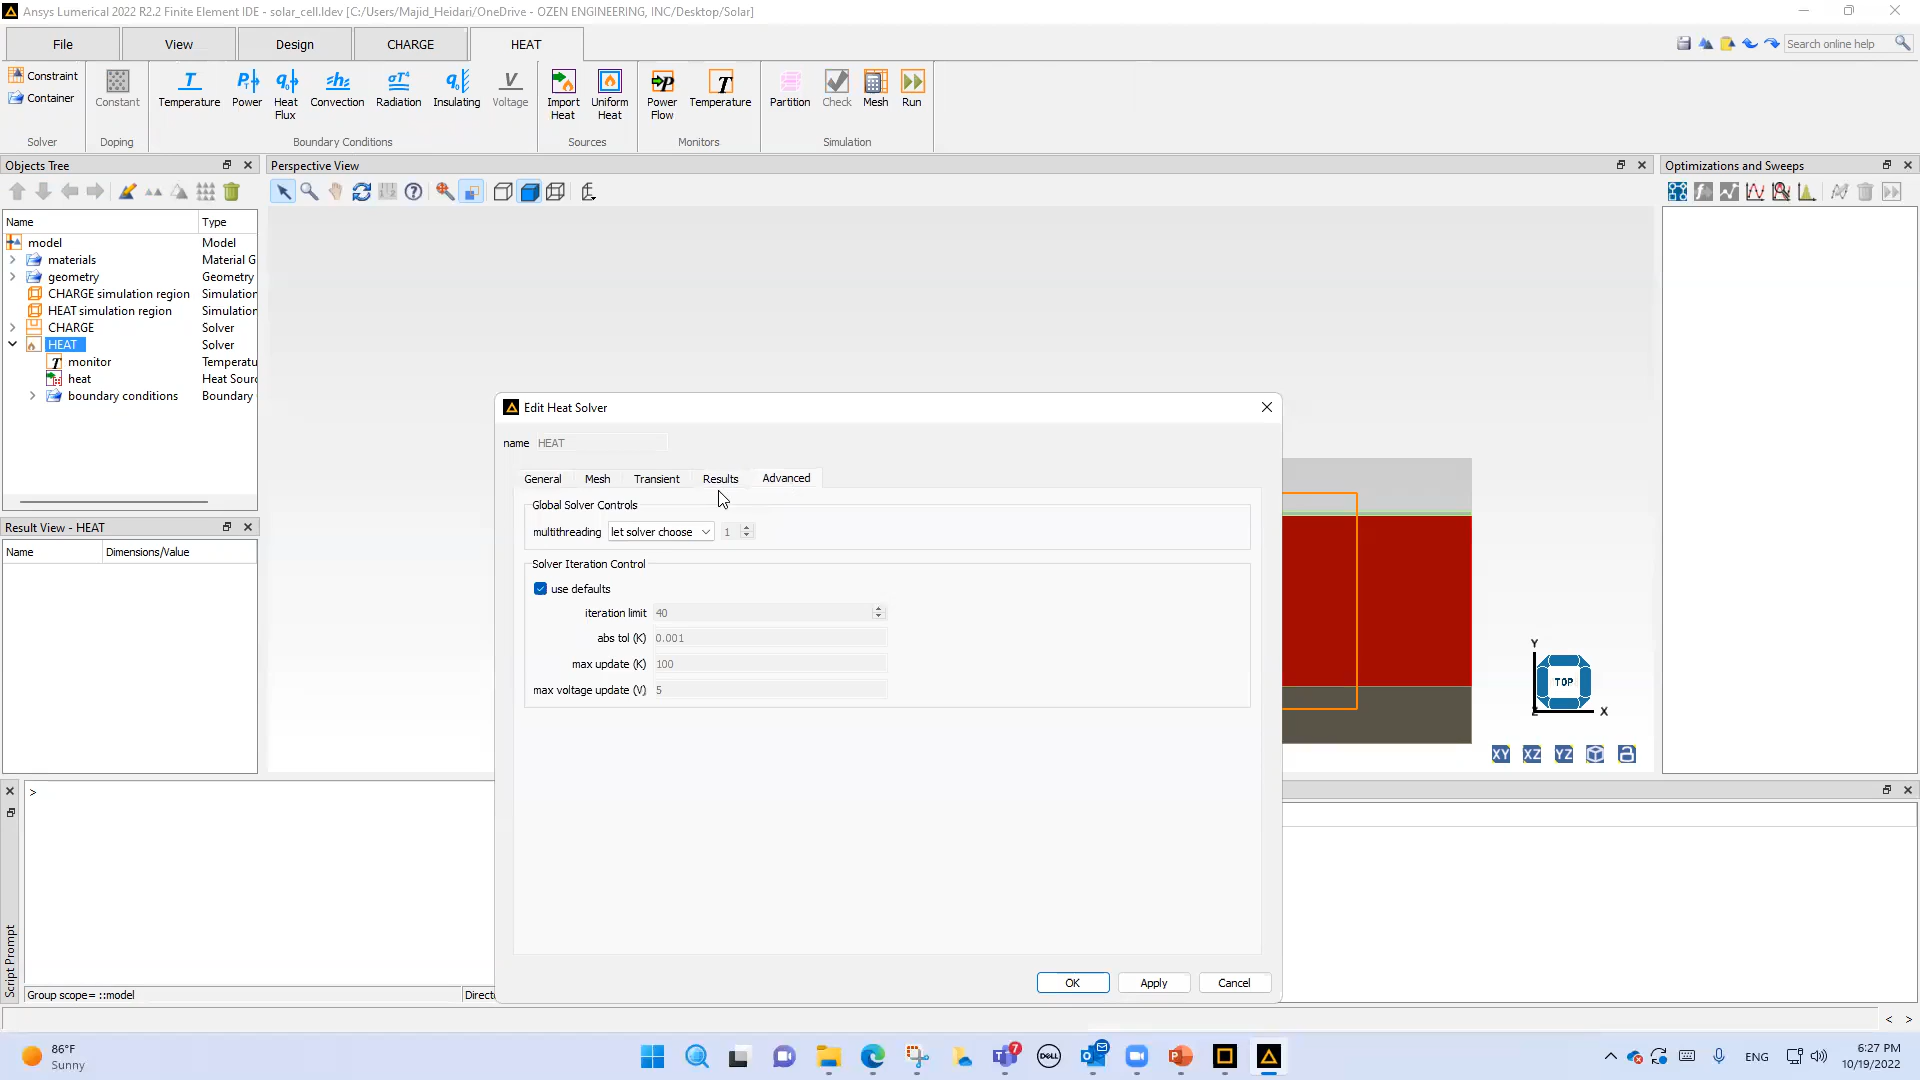 Ansys Lumerical 2022 R2.2 Finite Element IDE - solar_cell.ldev [C:/Users/Majid_Heidari/OneDrive - OZEN ENGINEERING, INC/Desktop/Solar]
File View Design CHARGE HEAT
Search online help
Constraint
Container
Solver
Constant
Doping
Temperature Power Heat Flux Convection Radiation Insulating Voltage
Boundary Conditions
Import Heat Uniform Heat
Sources
Power Flow Temperature
Monitors
Partition Check Mesh Run
Simulation
Objects Tree
Name Type
model Model
materials Material G
geometry Geometry
CHARGE simulation region Simulation
HEAT simulation region Simulation
CHARGE Solver
HEAT Solver
monitor Temperatu
heat Heat Sour
boundary conditions Boundary
Result View - HEAT
Name Dimensions/Value
Perspective View
Optimizations and Sweeps
Edit Heat Solver
name HEAT
General Mesh Transient Results Advanced
Global Solver Controls
multithreading let solver choose 1
Solver Iteration Control
use defaults
iteration limit 40
abs tol (K) 0.001
max update (K) 100
max voltage update (V) 5
OK Apply Cancel
Y
TOP
Z X
XY XZ YZ
>
Script Prompt
Group scope= ::model
Direct
86°F
Sunny
7
DELL
ENG
6:27 PM
10/19/2022